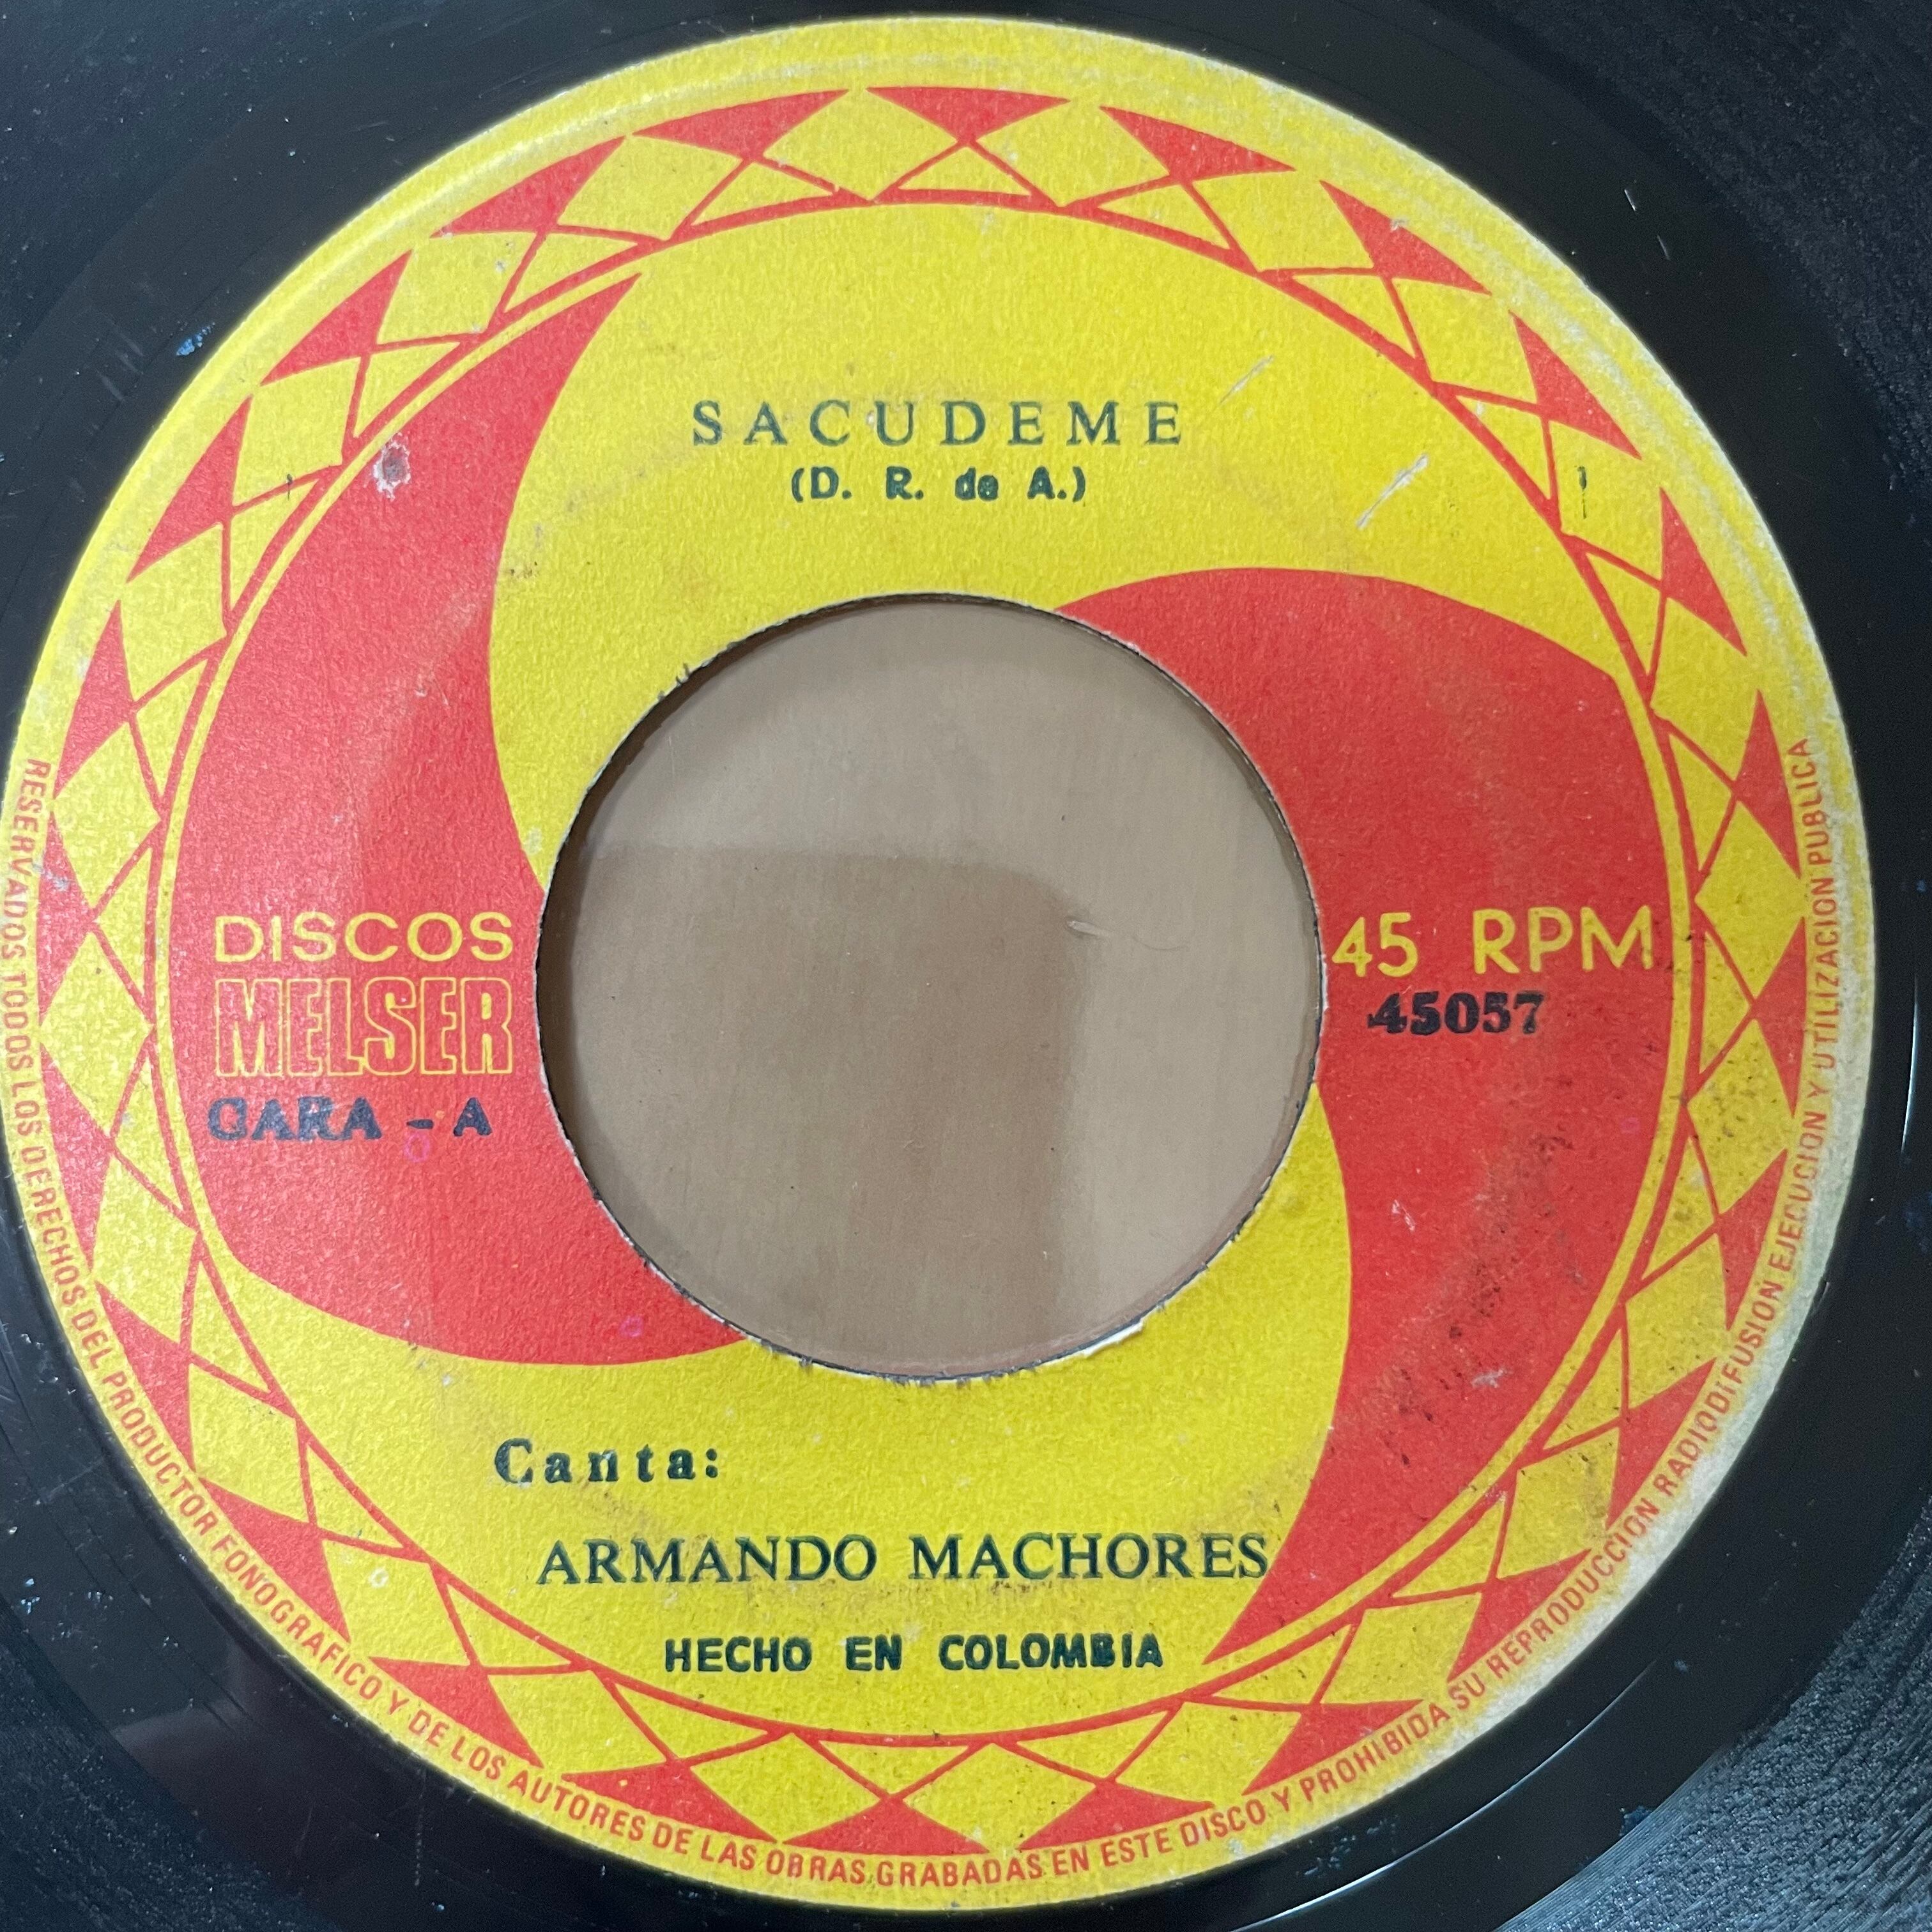 SACUDEME
(D. R. de A.)
DISCOS
MELSER
CARA - A
45 RPM
45057
Canta:
ARMANDO MACHORES
HECHO EN COLOMBIA
RESERVADOS TODOS LOS DERECHOS DEL PRODUCTOR FONOGRAFICO Y DE LOS AUTORES DE LAS OBRAS GRABADAS EN ESTE DISCO Y PROHIBIDA SU REPRODUCCION RADIODIFUSION EJECUCION Y UTILIZACION PUBLICA